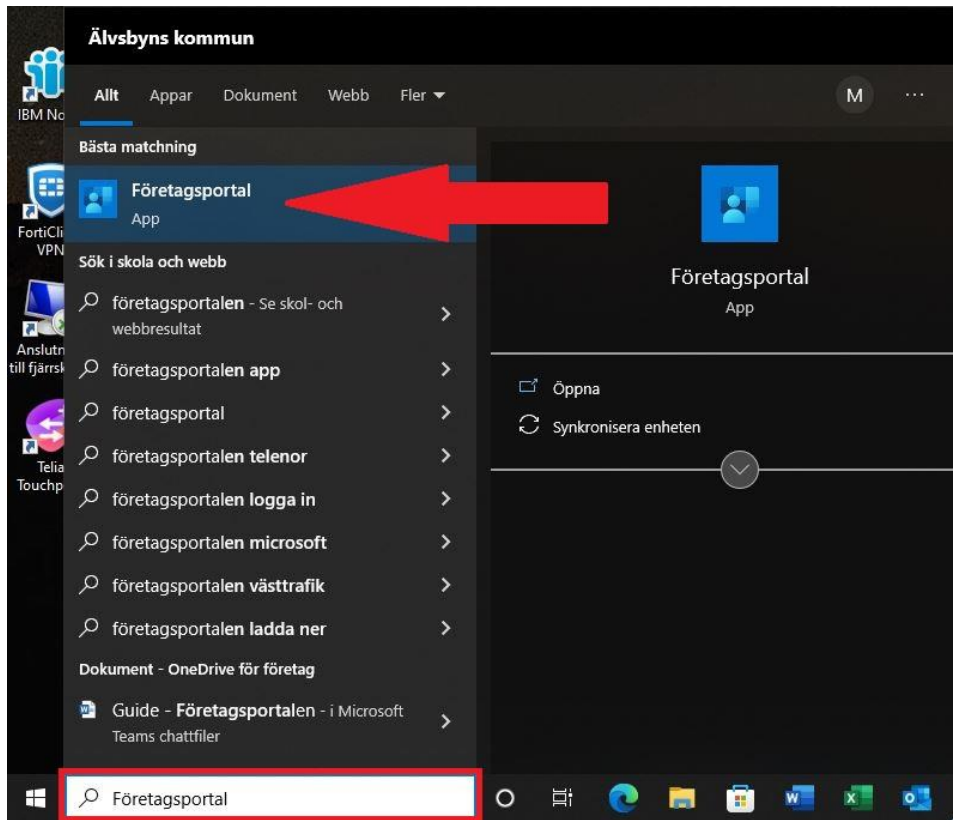 Älvsbyns kommun
Allt Appar Dokument Webb Fler
M ...
Bästa matchning
Företagsportal
App
Sök i skola och webb
företagsportalen - Se skol- och
webbresultat
företagsportalen app
företagsportal
företagsportalen telenor
företagsportalen logga in
företagsportalen microsoft
företagsportalen västtrafik
företagsportalen ladda ner
Dokument - OneDrive för företag
Guide - Företagsportalen - i Microsoft
Teams chattfiler
Företagsportal
Företagsportal
App
Öppna
Synkronisera enheten
IBM No
FortiCli
VPN
Anslutn
till fjärrsk
Telia
Touchp